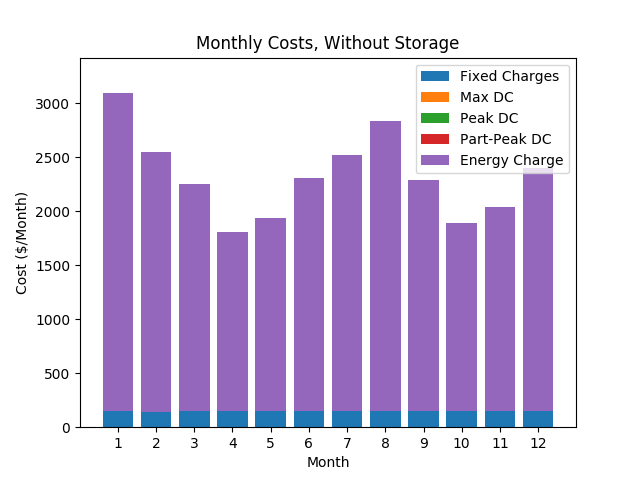 Monthly Costs, Without Storage
Fixed Charges
Max DC
Peak DC
Part-Peak DC
Energy Charge
Cost ($/Month)
3000
2500
2000
1500
1000
500
0
1 2 3 4 5 6 7 8 9 10 11 12
Month